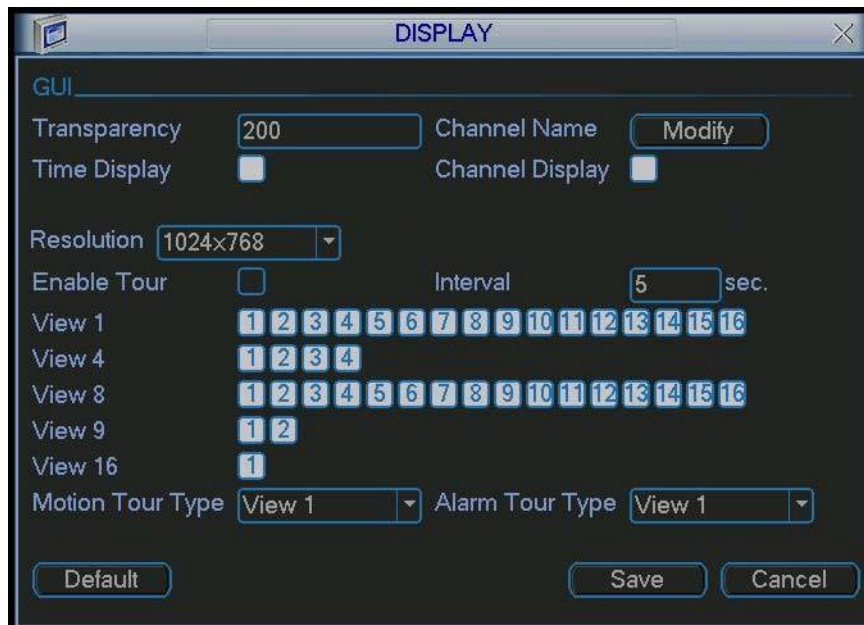 DISPLAY
GUI
Transparency 200 Channel Name Modify
Time Display Channel Display
Resolution 1024×768
Enable Tour Interval 5 sec.
View 1 1 2 3 4 5 6 7 8 9 10 11 12 13 14 15 16
View 4 1 2 3 4
View 8 1 2 3 4 5 6 7 8 9 10 11 12 13 14 15 16
View 9 1 2
View 16 1
Motion Tour Type View 1 Alarm Tour Type View 1
Default Save Cancel